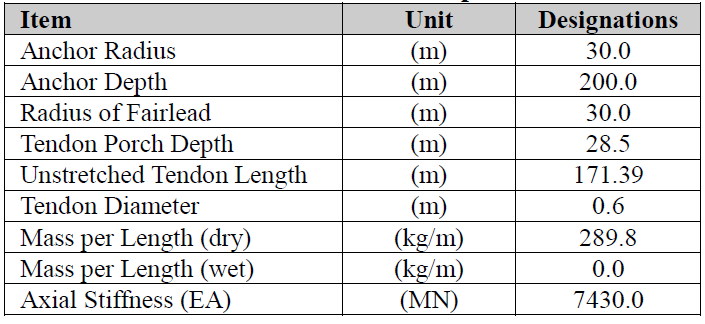 Item Unit Designations
Anchor Radius (m) 30.0
Anchor Depth (m) 200.0
Radius of Fairlead (m) 30.0
Tendon Porch Depth (m) 28.5
Unstretched Tendon Length (m) 171.39
Tendon Diameter (m) 0.6
Mass per Length (dry) (kg/m) 289.8
Mass per Length (wet) (kg/m) 0.0
Axial Stiffness (EA) (MN) 7430.0